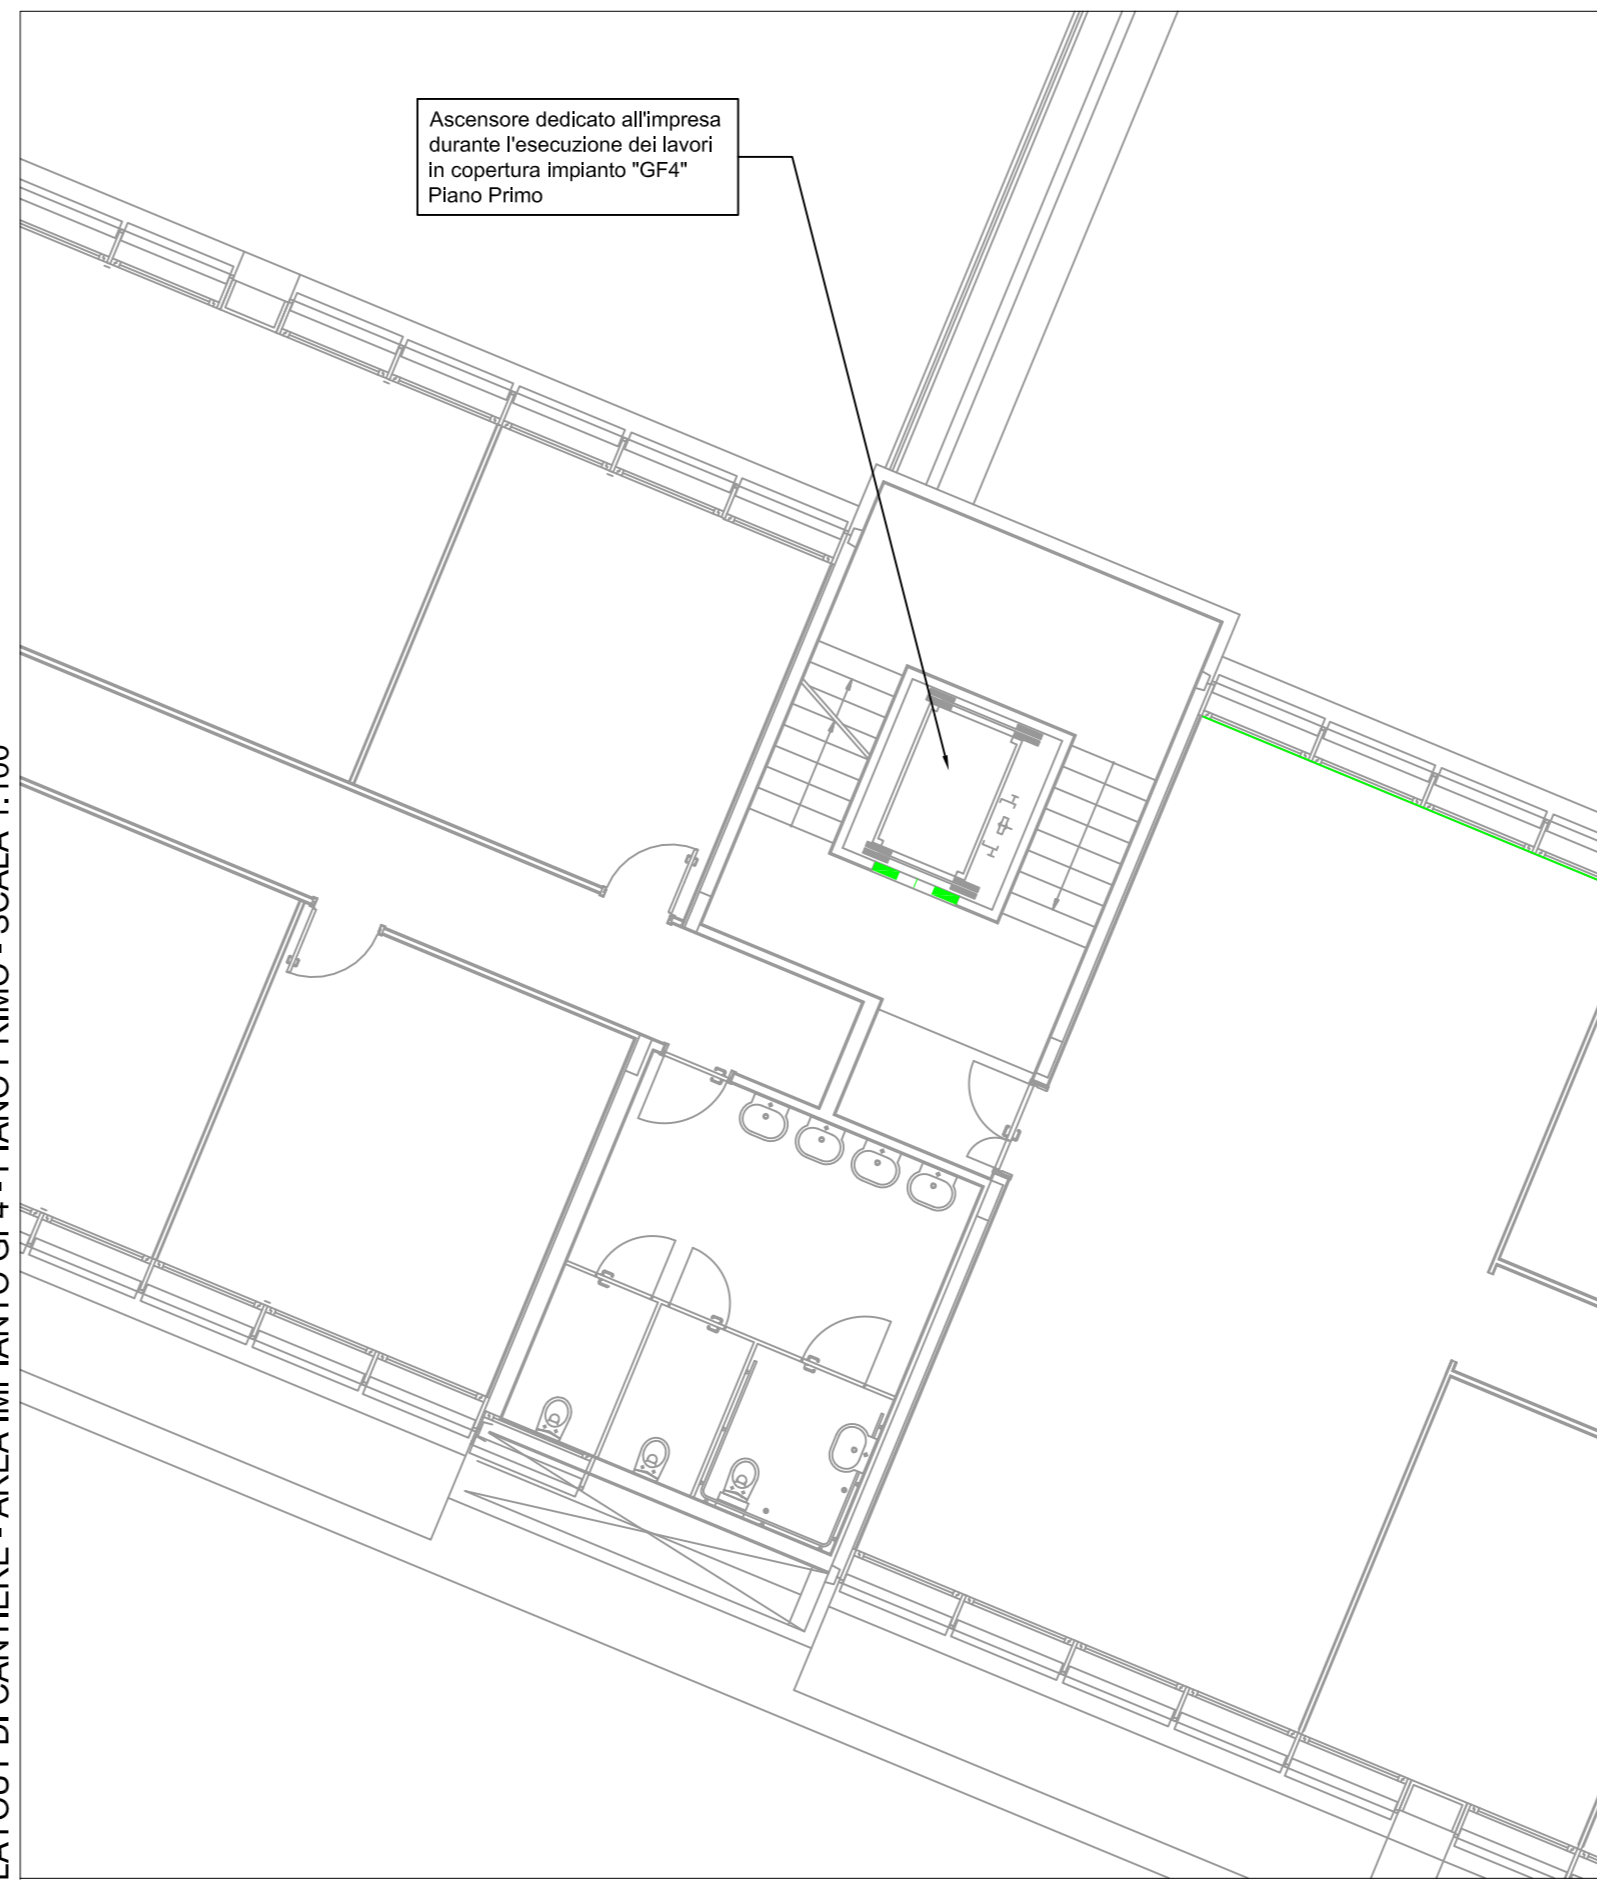 Ascensore dedicato all'impresa
durante l'esecuzione dei lavori
in copertura impianto "GF4"
Piano Primo
LAYOUT DI CANTIERE - AREA IMPIANTO GF4 - PIANO PRIMO - SCALA 1:100